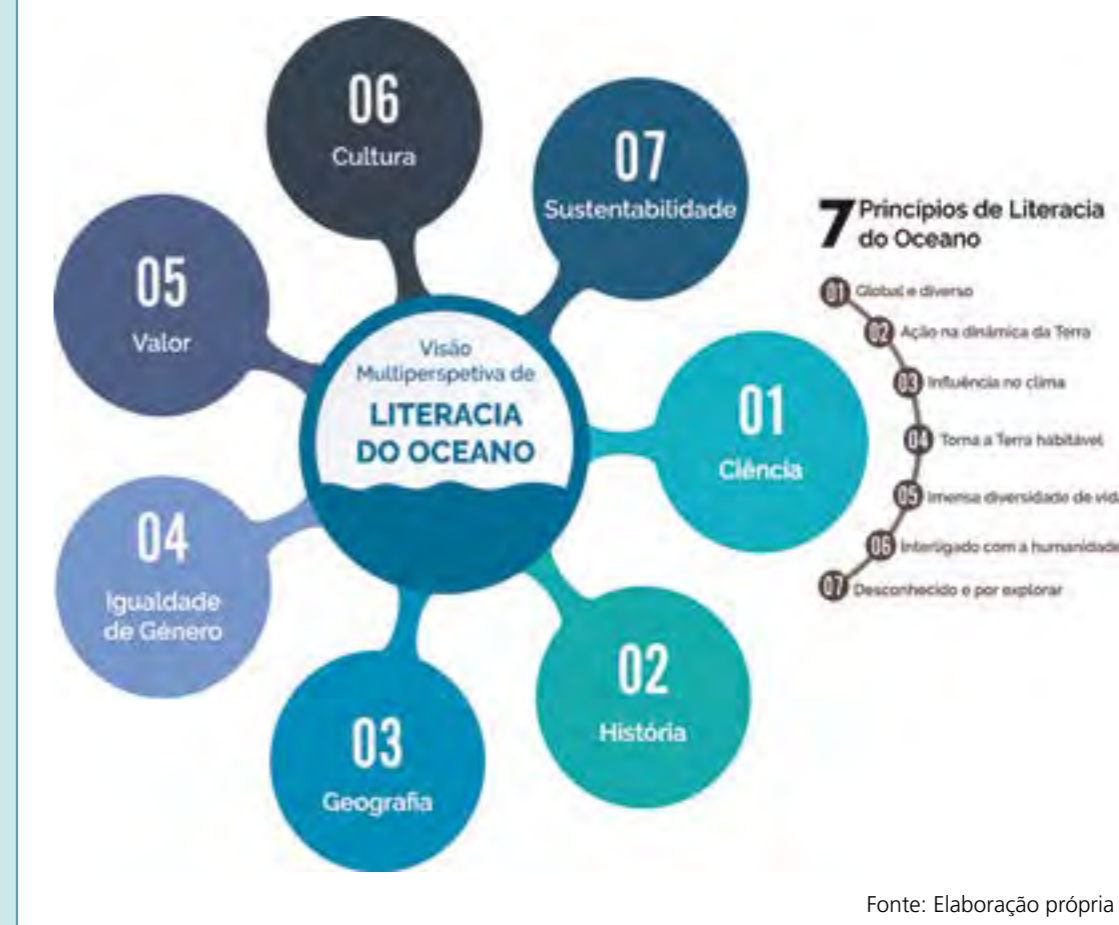 06
Cultura
07
Sustentabilidade
05
Valor
Visão
Multiperspetiva de
LITERACIA
DO OCEANO
01
Ciência
04
Igualdade
de Género
02
História
03
Geografia
7 Princípios de Literacia
do Oceano
01 Global e diverso
02 Ação na dinâmica da Terra
03 Influência no clima
04 Torna a Terra habitável
05 Imensa diversidade de vida
06 Interligado com a humanidade
07 Desconhecido e por explorar
Fonte: Elaboração própria